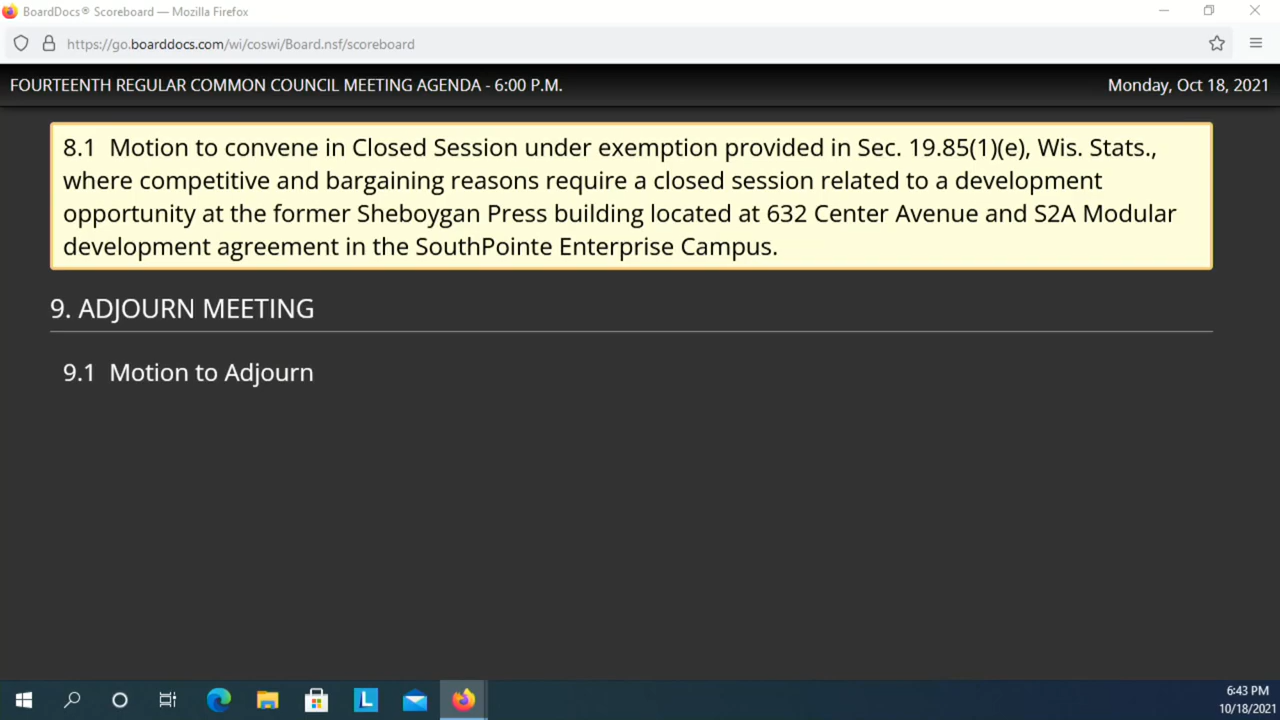 BoardDocs® Scoreboard — Mozilla Firefox
https://go.boarddocs.com/wi/coswi/Board.nsf/scoreboard
FOURTEENTH REGULAR COMMON COUNCIL MEETING AGENDA - 6:00 P.M.
Monday, Oct 18, 2021
8.1 Motion to convene in Closed Session under exemption provided in Sec. 19.85(1)(e), Wis. Stats.,
where competitive and bargaining reasons require a closed session related to a development
opportunity at the former Sheboygan Press building located at 632 Center Avenue and S2A Modular
development agreement in the SouthPointe Enterprise Campus.
9. ADJOURN MEETING
9.1 Motion to Adjourn
L
6:43 PM
10/18/2021